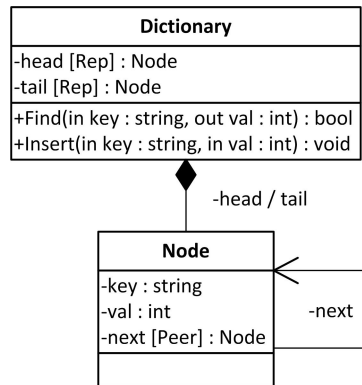 Dictionary
-head [Rep] : Node
-tail [Rep] : Node
+Find(in key : string, out val : int) : bool
+Insert(in key : string, in val : int) : void
-head / tail
Node
-key : string
-val : int
-next [Peer] : Node
-next